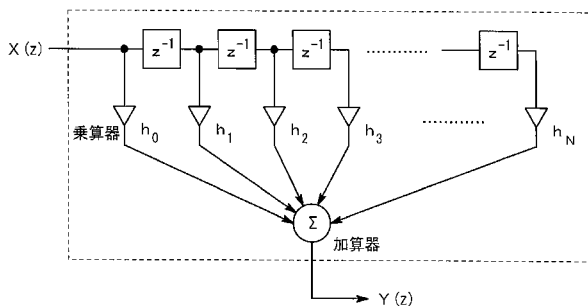 X(z)
z⁻¹ z⁻¹ z⁻¹ ........... z⁻¹
乗算器 h₀ h₁ h₂ h₃ ........... h_N
Σ
加算器
Y(z)